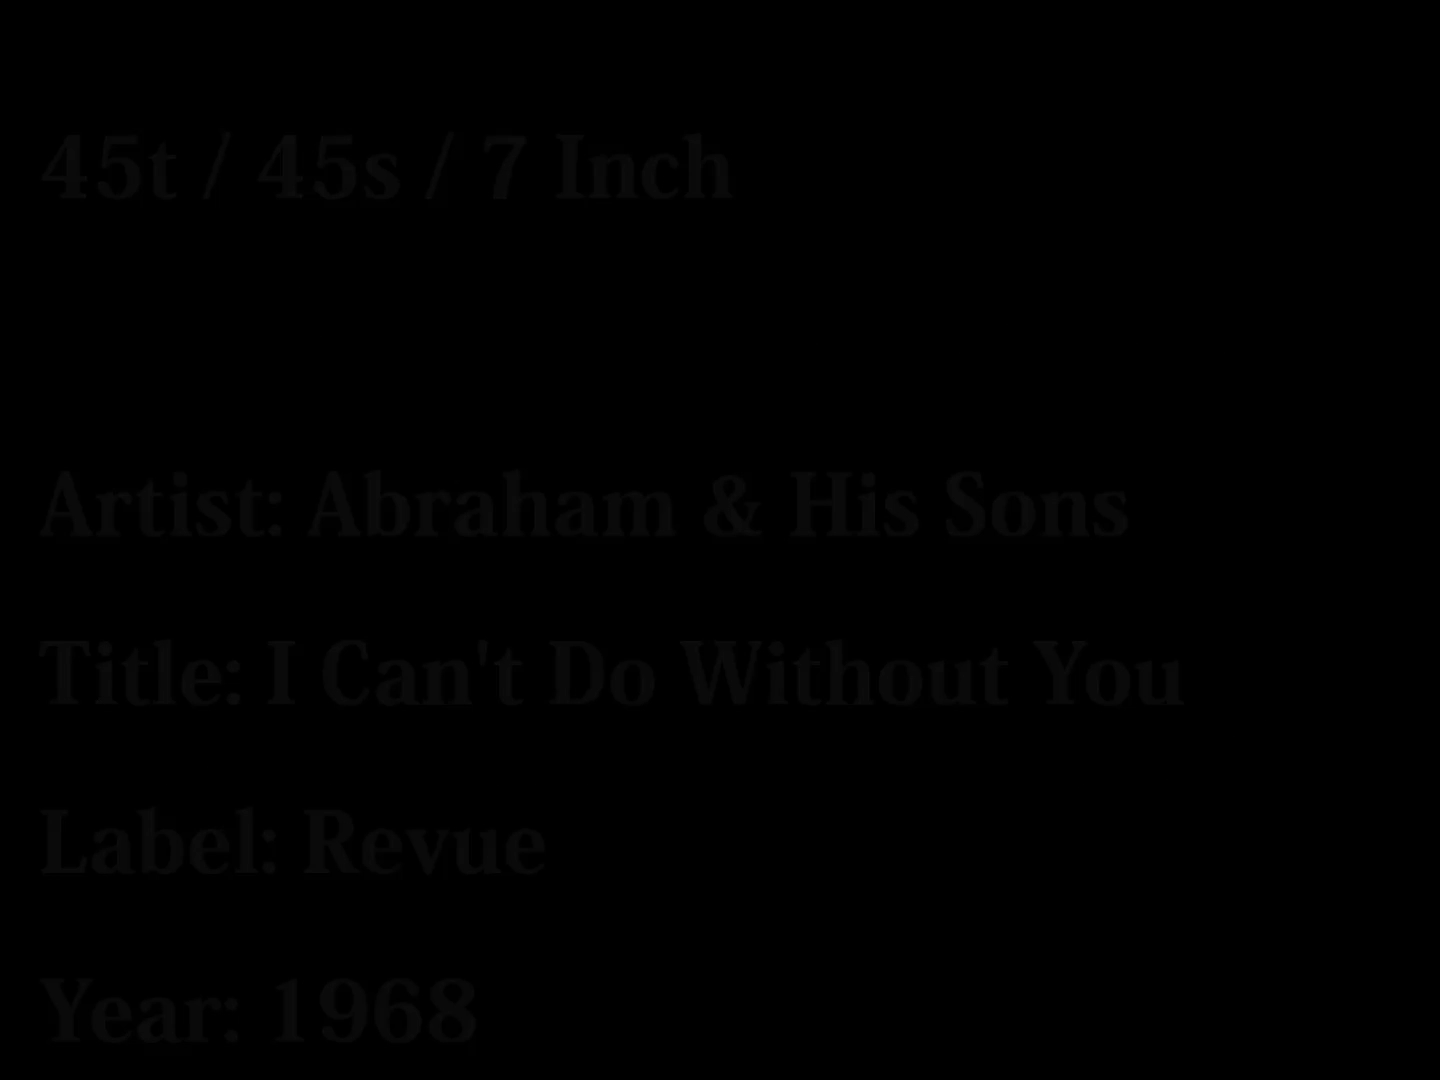 45t / 45s / 7 Inch
Artist: Abraham & His Sons
Title: I Can't Do Without You
Label: Revue
Year: 1968